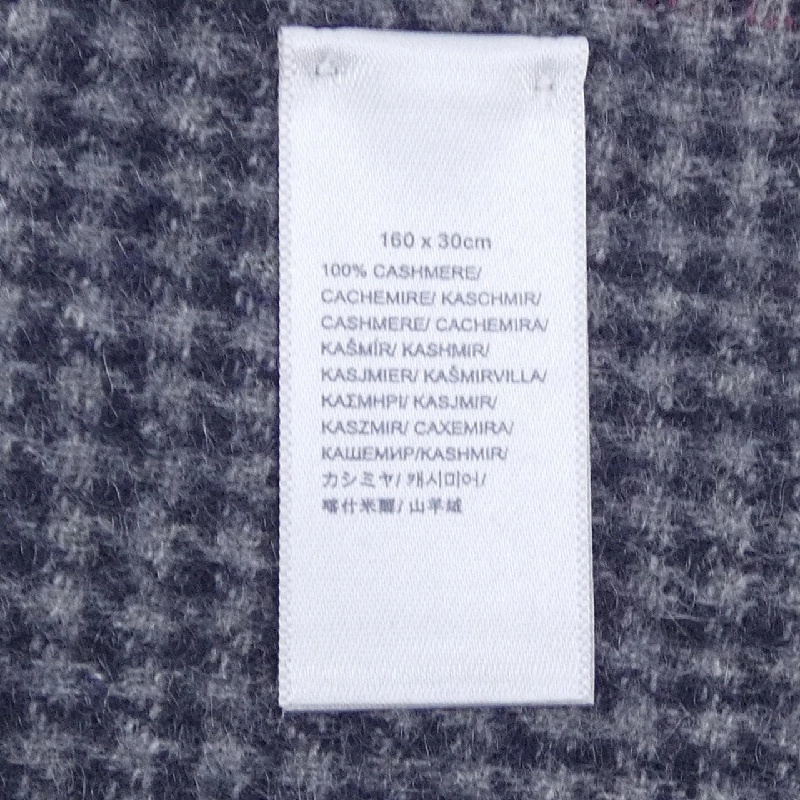 160 x 30cm
100% CASHMERE/
CACHEMIRE/ KASCHMIR/
CASHMERE/ CACHEMIRA/
KAŠMÍR/ KASHMIR/
KASJMIER/ KAŠMIRVILLA/
ΚΑΣΜΗΡΙ/ KASJMIR/
KASZMIR/ CAXEMIRA/
КАШЕМИР/KASHMIR/
カシミヤ/ 캐시미어/
喀什米爾/ 山羊绒